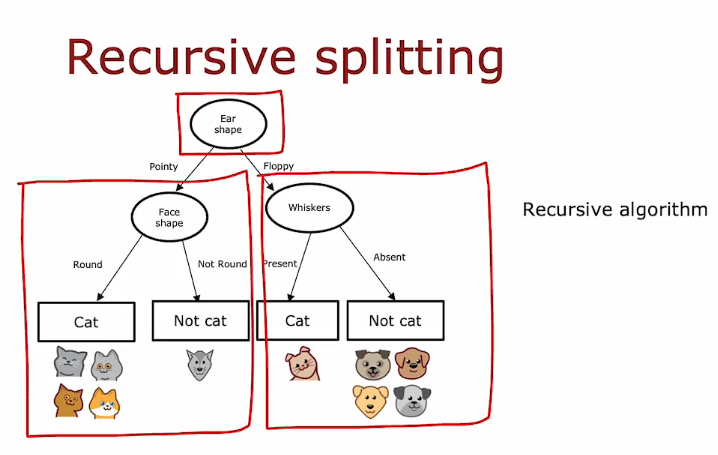 Recursive splitting
Ear
shape
Pointy
Floppy
Face
shape
Whiskers
Recursive algorithm
Round
Not Round
Present
Absent
Cat
Not cat
Cat
Not cat